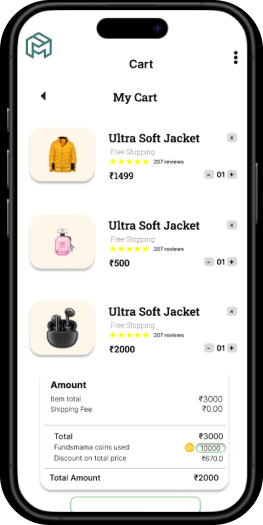 Cart
My Cart
Ultra Soft Jacket
x
Free Shipping
207 reviews
₹1499
- 01 +
Ultra Soft Jacket
x
Free Shipping
207 reviews
₹500
- 01 +
Ultra Soft Jacket
x
Free Shipping
207 reviews
₹2000
- 01 +
Amount
Item total ₹3000
Shipping Fee ₹0.00
Total ₹3000
Fundsmama coins used 10000
Discount on total price ₹670.0
Total Amount ₹2000